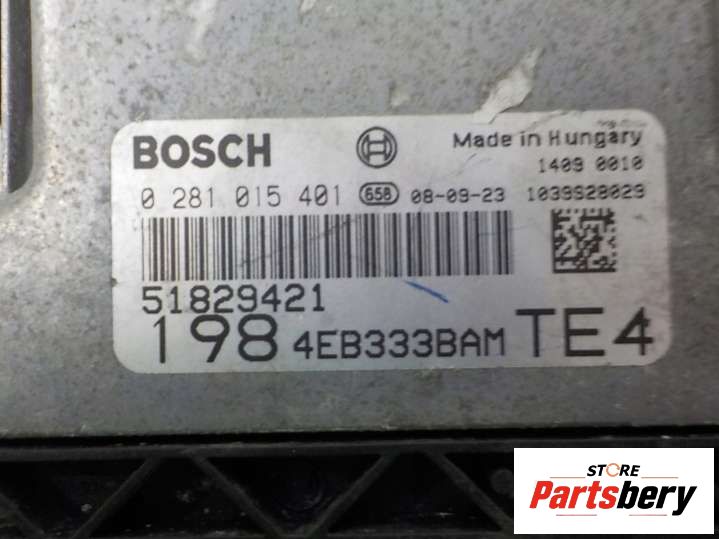 BOSCH
Made in Hungary
1409 0010
0 281 015 401 658 08-09-23 1039S28029
51829421
198 4EB333BAM TE4
STORE
Partsbery